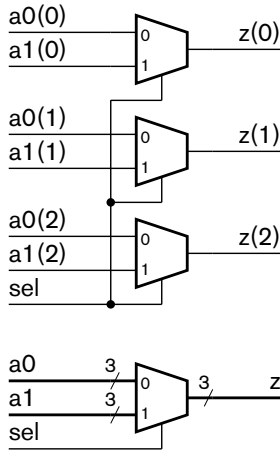 a0(0)
0
z(0)
a1(0)
1
a0(1)
0
z(1)
a1(1)
1
a0(2)
0
z(2)
a1(2)
1
sel
a0
3
0
3
z
a1
3
1
sel